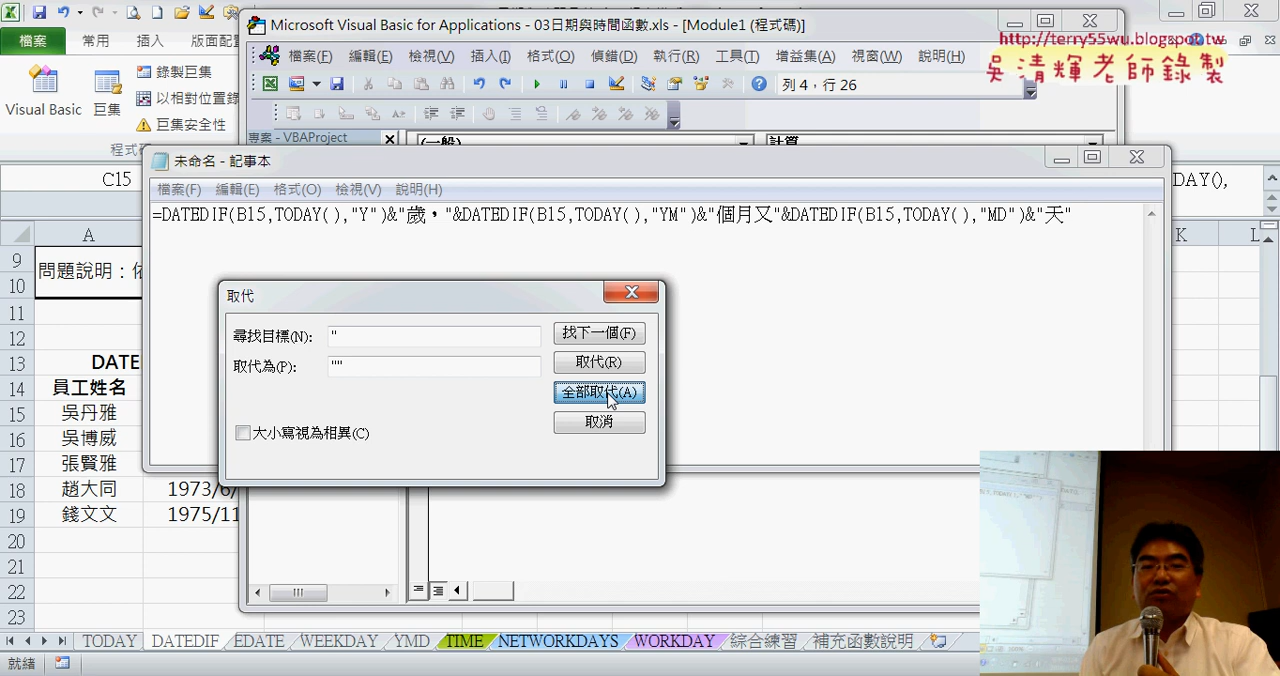 Microsoft Visual Basic for Applications - 03日期與時間函數.xls - [Module1 (程式碼)]
http://terry55wu.blogspot.tw
吳清輝老師錄製
檔案 常用 插入 版面配
檔案(F) 編輯(E) 檢視(V) 插入(I) 格式(O) 偵錯(D) 執行(R) 工具(T) 增益集(A) 視窗(W) 說明(H)
列 4，行 26
Visual Basic 巨集
錄製巨集
以相對位置錄
巨集安全性
程式碼
專案 - VBAProject
(一般) 計算
未命名 - 記事本
檔案(F) 編輯(E) 格式(O) 檢視(V) 說明(H)
C15
DAY(),
=DATEDIF(B15,TODAY(),"Y")&"歲，"&DATEDIF(B15,TODAY(),"YM")&"個月又"&DATEDIF(B15,TODAY(),"MD")&"天"
A K L
9
10 問題說明：依
11
12
13 DATE
14 員工姓名
15 吳丹雅
16 吳博威
17 張賢雅
18 趙大同 1973/6/
19 錢文文 1975/11
20
21
22
23
取代
尋找目標(N): "
取代為(P): ""
找下一個(F)
取代(R)
全部取代(A)
取消
大小寫視為相異(C)
TODAY DATEDIF EDATE WEEKDAY YMD TIME NETWORKDAYS WORKDAY 綜合練習 補充函數說明
就緒